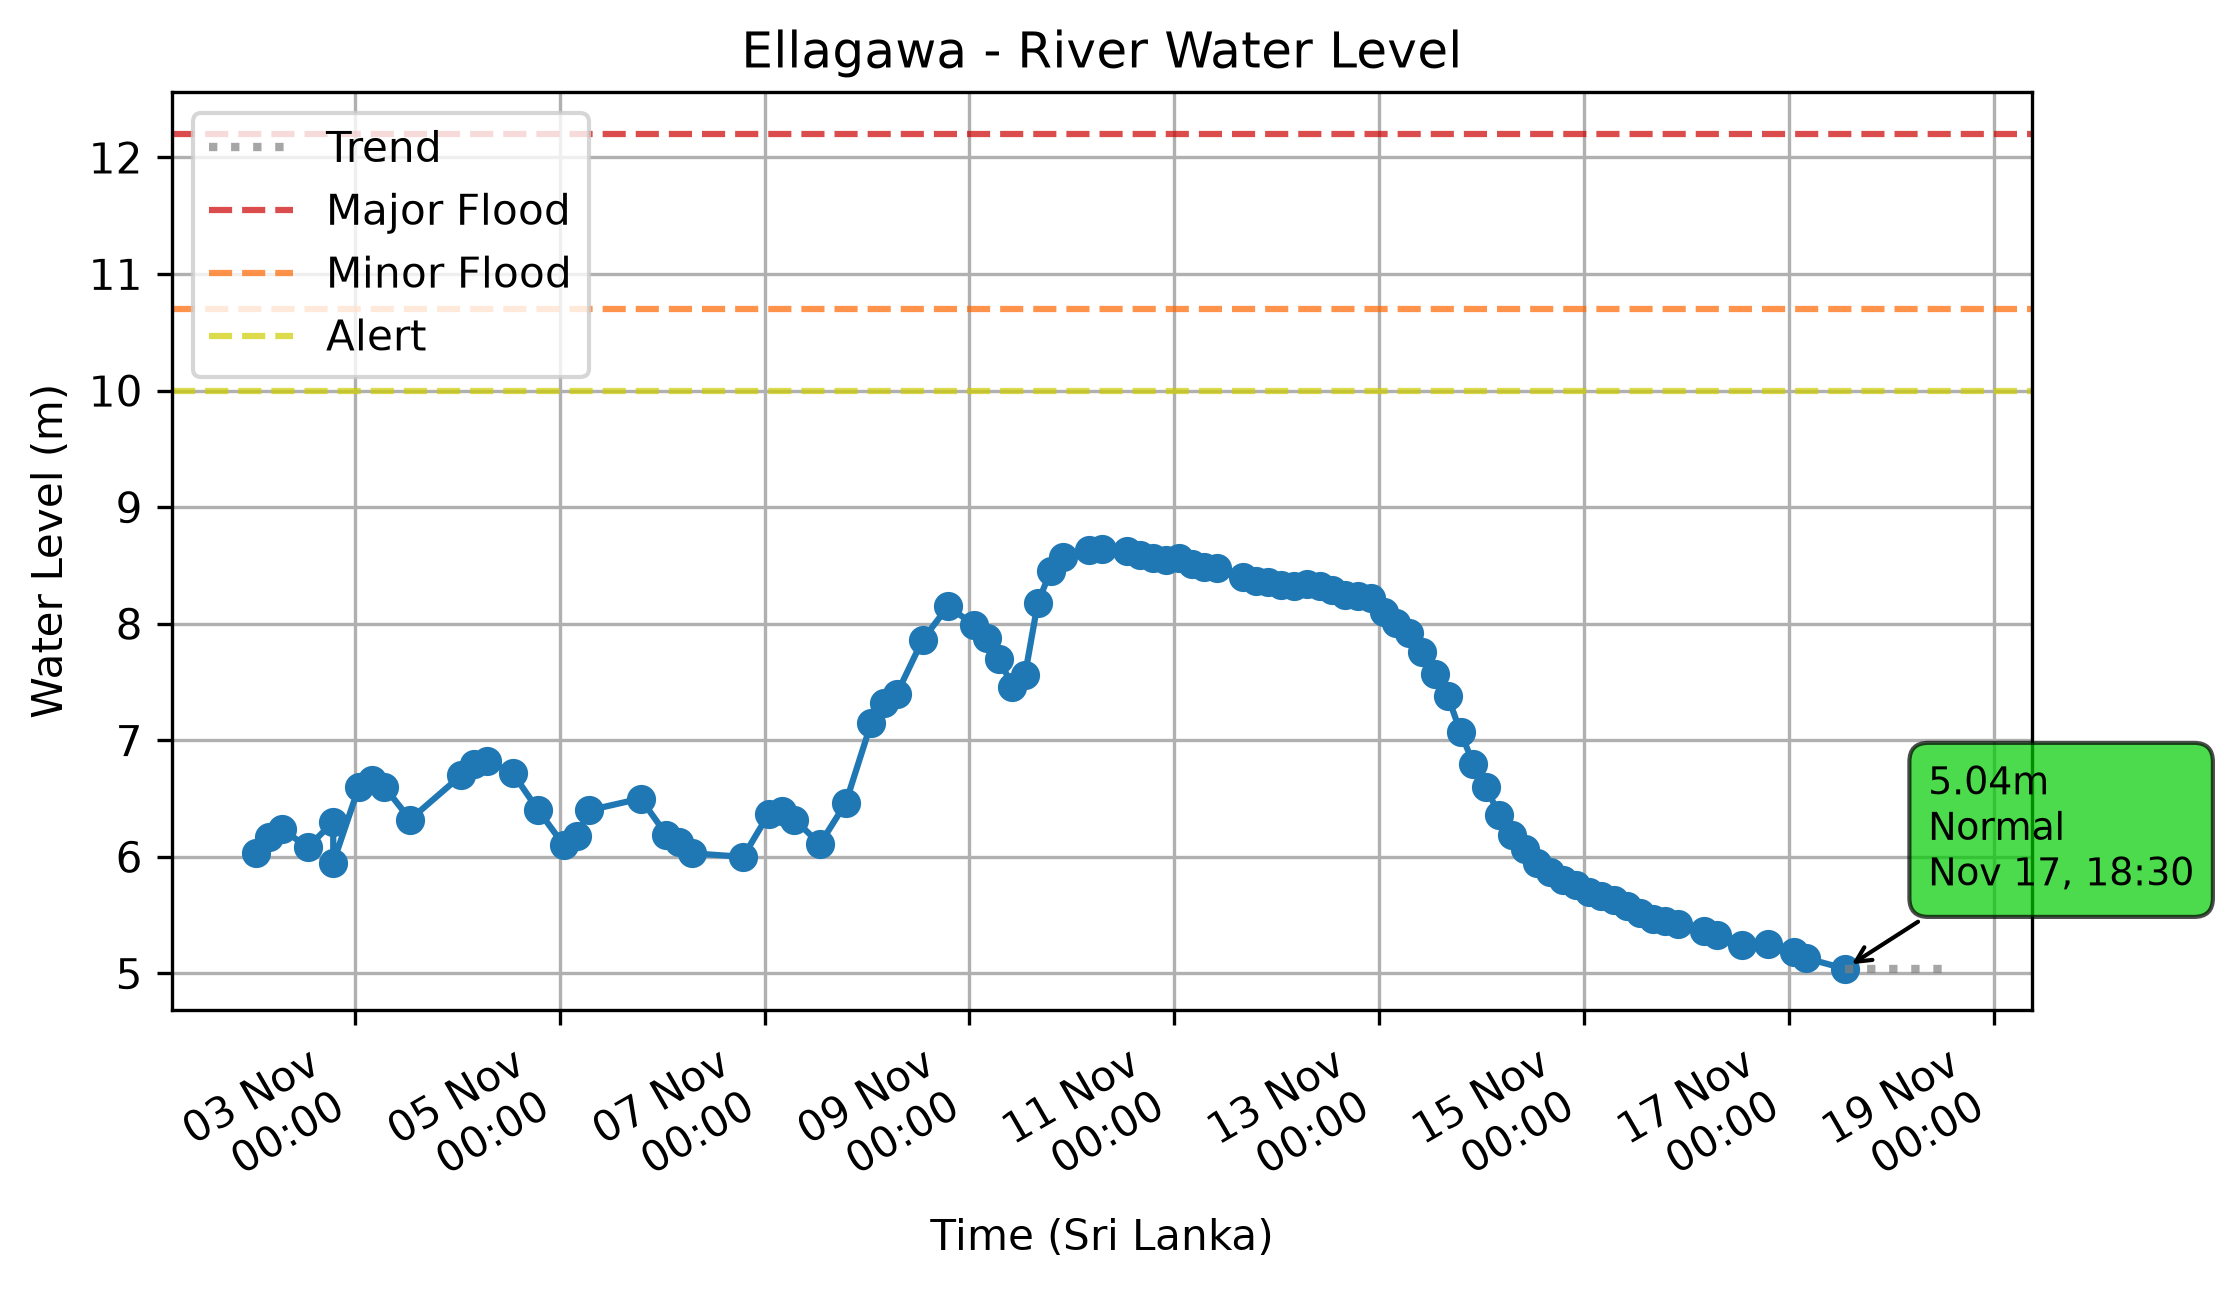 Ellagawa - River Water Level
Trend
Major Flood
Minor Flood
Alert
Water Level (m)
12
11
10
9
8
7
6
5
5.04m
Normal
Nov 17, 18:30
03 Nov
00:00
05 Nov
00:00
07 Nov
00:00
09 Nov
00:00
11 Nov
00:00
13 Nov
00:00
15 Nov
00:00
17 Nov
00:00
19 Nov
00:00
Time (Sri Lanka)